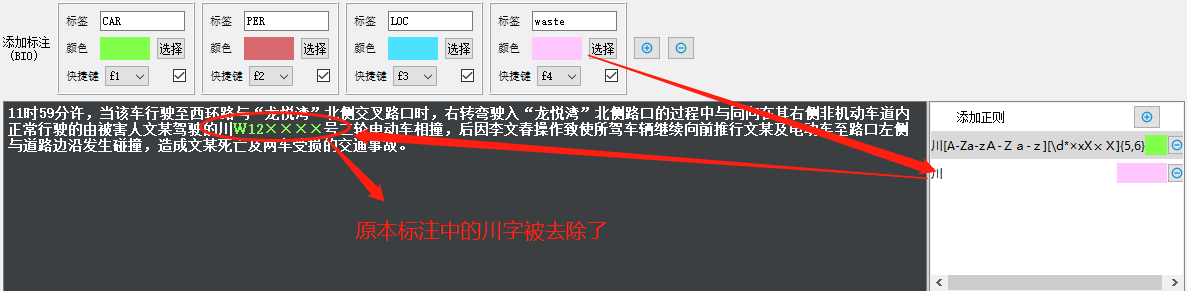 标签 CAR 标签 PER 标签 LOC 标签 waste
添加标注
(BIO)
颜色 选择 颜色 选择 颜色 选择 颜色 选择
快捷键 f1 快捷键 f2 快捷键 f3 快捷键 f4
11时59分许，当该车行驶至西环路与“龙悦湾”北侧交叉路口时，右转弯驶入“龙悦湾”北侧路口的过程中与同向在其右侧非机动车道内
正常行驶的由被害人文某驾驶的川W12××××号二轮电动车相撞，后因李文春操作致使所驾车辆继续向前推行文某及电动车至路口左侧
与道路边沿发生碰撞，造成文某死亡及两车受损的交通事故。
添加正则
川[A-Za-zＡ-Ｚａ-ｚ][\d*×xXｘＸ]{5,6}
川
原本标注中的川字被去除了